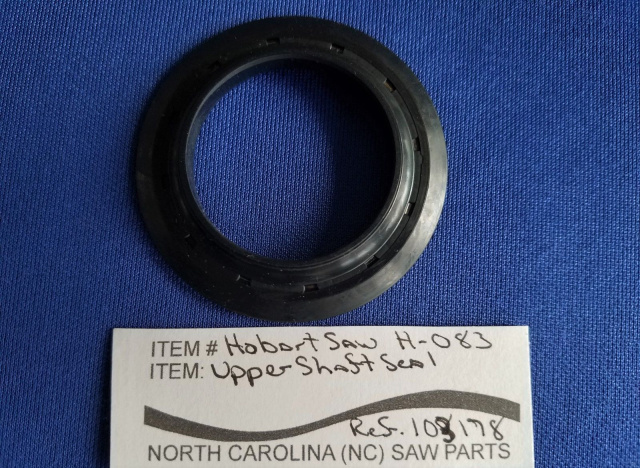 ITEM # Hobart Saw H-083
ITEM: Upper Shaft Seal
Ref. 108178
NORTH CAROLINA (NC) SAW PARTS